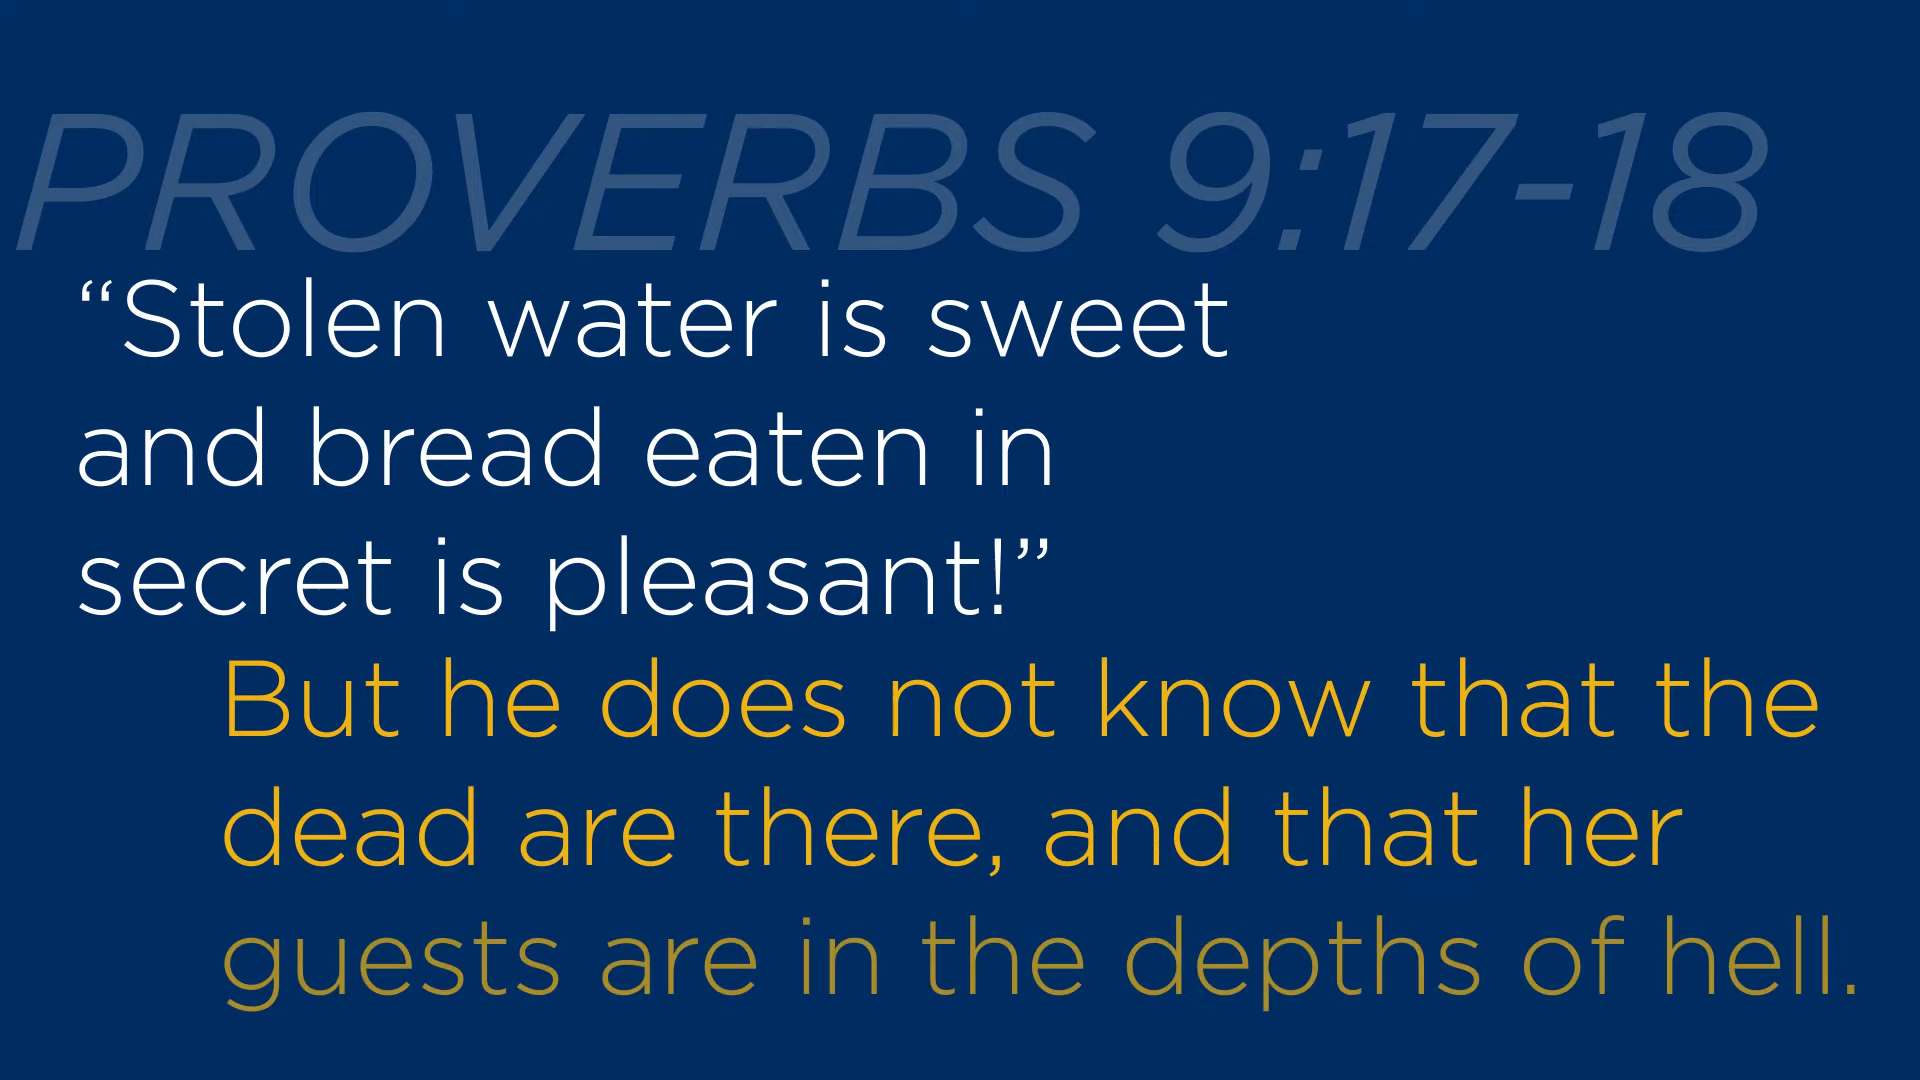 PROVERBS 9:17-18
“Stolen water is sweet
and bread eaten in
secret is pleasant!”
But he does not know that the
dead are there, and that her
guests are in the depths of hell.